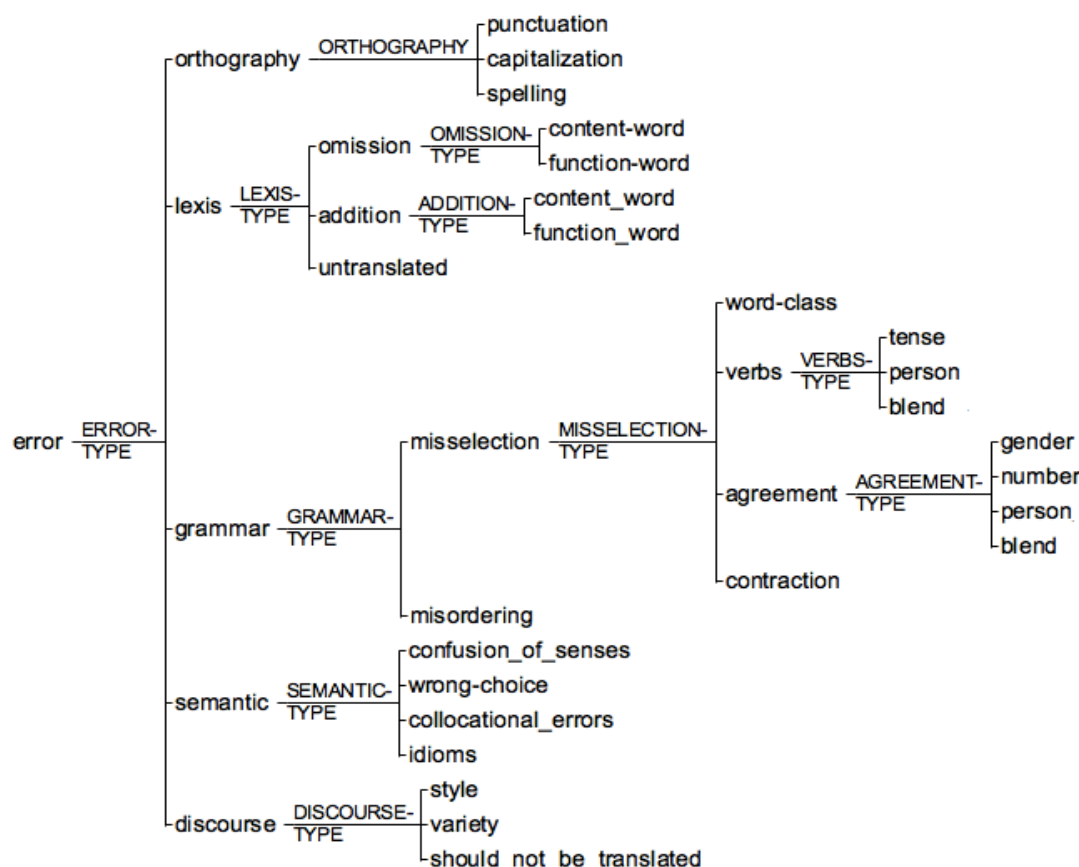 punctuation
orthography ORTHOGRAPHY capitalization
spelling
omission OMISSION-TYPE content-word
function-word
lexis LEXIS-TYPE addition ADDITION-TYPE content_word
function_word
untranslated
word-class
tense
verbs VERBS-TYPE person
blend
error ERROR-TYPE misselection MISSELECTION-TYPE gender
number
agreement AGREEMENT-TYPE person
grammar GRAMMAR-TYPE blend
contraction
misordering
confusion_of_senses
semantic SEMANTIC-TYPE wrong-choice
collocational_errors
idioms
style
discourse DISCOURSE-TYPE variety
should_not_be_translated